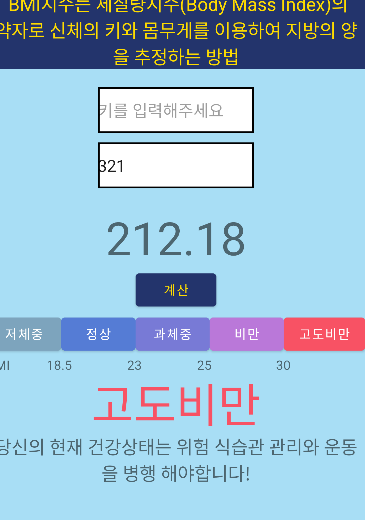 BMI지수는 체질량지수(Body Mass Index)의
약자로 신체의 키와 몸무게를 이용하여 지방의 양
을 추정하는 방법
키를 입력해주세요
321
212.18
계산
저체중 정상 과체중 비만 고도비만
MI 18.5 23 25 30
고도비만
당신의 현재 건강상태는 위험 식습관 관리와 운동
을 병행 해야합니다!